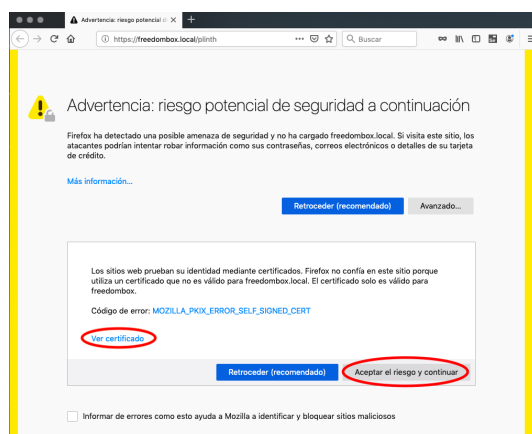 Advertencia: riesgo potencial d
https://freedombox.local/plinth
Buscar
Advertencia: riesgo potencial de seguridad a continuación
Firefox ha detectado una posible amenaza de seguridad y no ha cargado freedombox.local. Si visita este sitio, los
atacantes podrían intentar robar información como sus contraseñas, correos electrónicos o detalles de su tarjeta
de crédito.
Más información...
Retroceder (recomendado)
Avanzado...
Los sitios web prueban su identidad mediante certificados. Firefox no confía en este sitio porque
utiliza un certificado que no es válido para freedombox.local. El certificado solo es válido para
freedombox.
Código de error: MOZILLA_PKIX_ERROR_SELF_SIGNED_CERT
Ver certificado
Retroceder (recomendado)
Aceptar el riesgo y continuar
Informar de errores como esto ayuda a Mozilla a identificar y bloquear sitios maliciosos